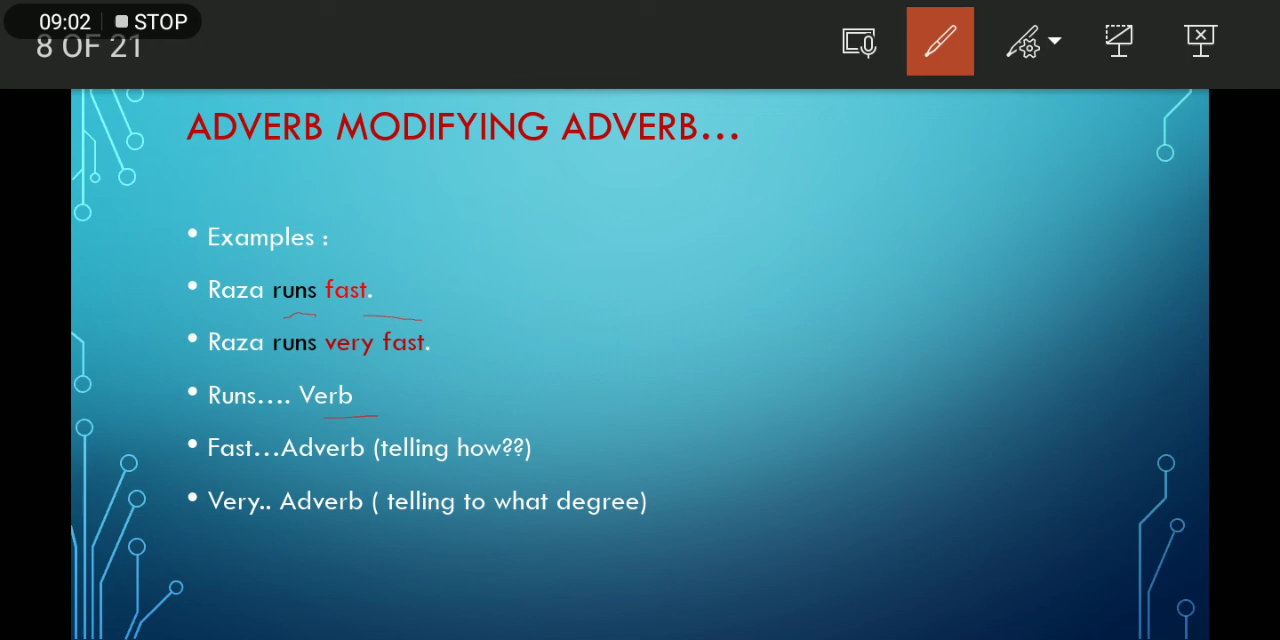 09:02 STOP
8 OF 21
ADVERB MODIFYING ADVERB...
• Examples :
• Raza runs fast.
• Raza runs very fast.
• Runs.... Verb
• Fast...Adverb (telling how??)
• Very.. Adverb ( telling to what degree)